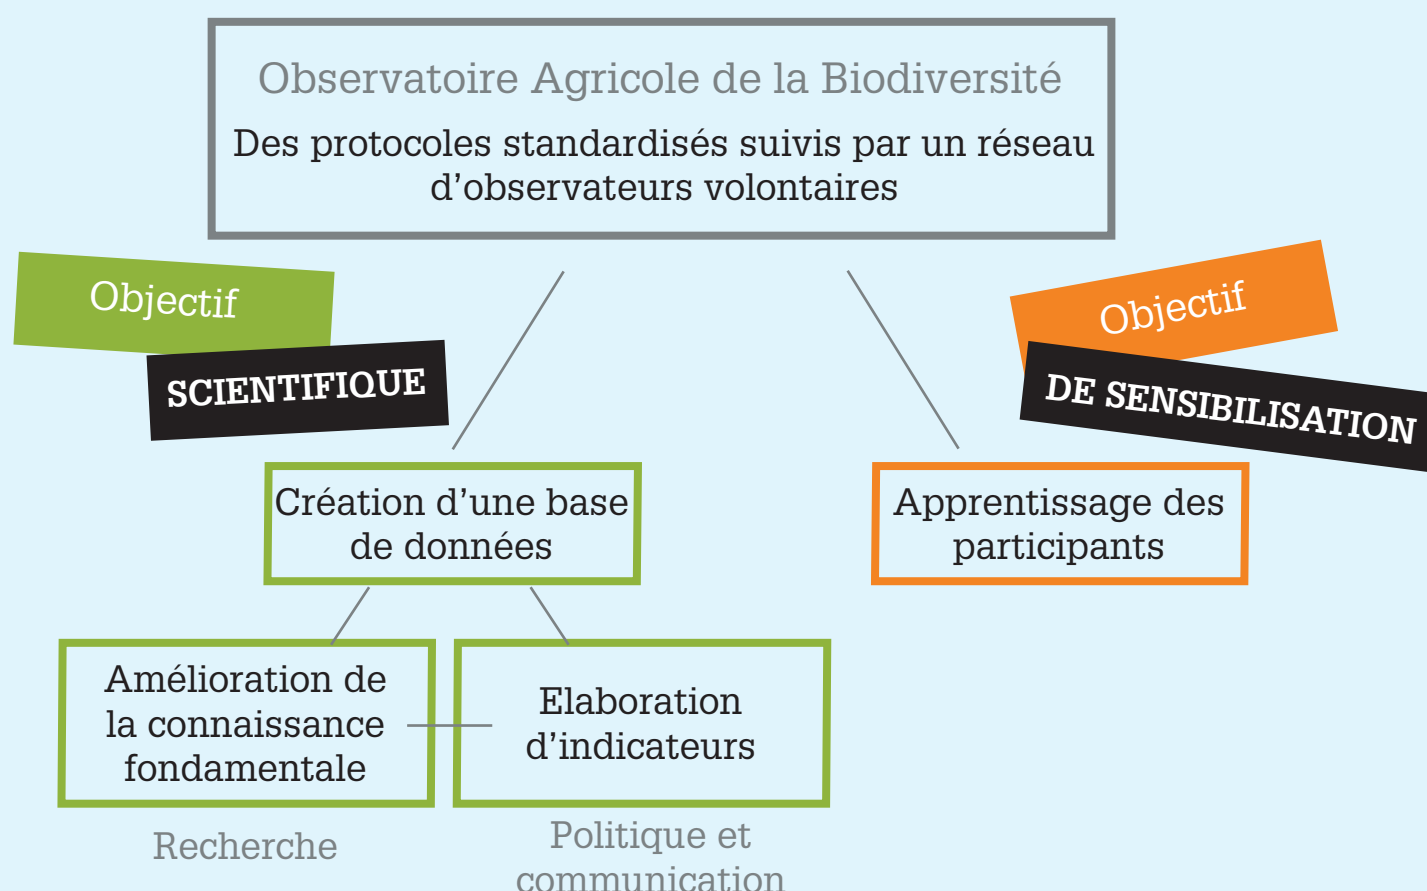 Observatoire Agricole de la Biodiversité
Des protocoles standardisés suivis par un réseau
d'observateurs volontaires
Objectif
SCIENTIFIQUE
Objectif
DE SENSIBILISATION
Création d'une base
de données
Apprentissage des
participants
Amélioration de
la connaissance
fondamentale
Elaboration
d'indicateurs
Recherche
Politique et
communication